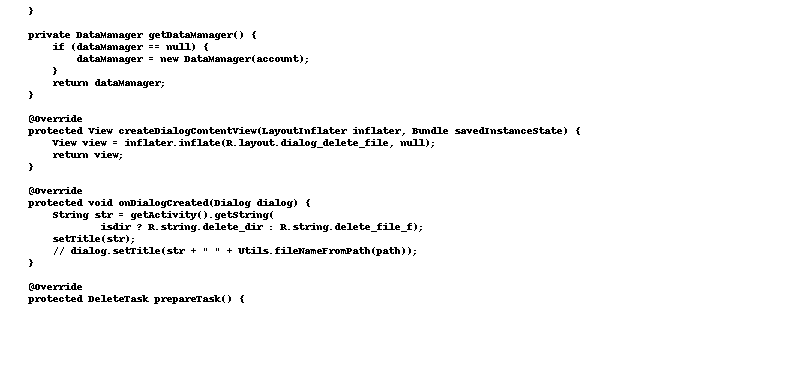 }
private DataManager getDataManager() {
if (dataManager == null) {
dataManager = new DataManager(account);
}
return dataManager;
}
@Override
protected View createDialogContentView(LayoutInflater inflater, Bundle savedInstanceState) {
View view = inflater.inflate(R.layout.dialog_delete_file, null);
return view;
}
@Override
protected void onDialogCreated(Dialog dialog) {
String str = getActivity().getString(
isdir ? R.string.delete_dir : R.string.delete_file_f);
setTitle(str);
// dialog.setTitle(str + " " + Utils.fileNameFromPath(path));
}
@Override
protected DeleteTask prepareTask() {